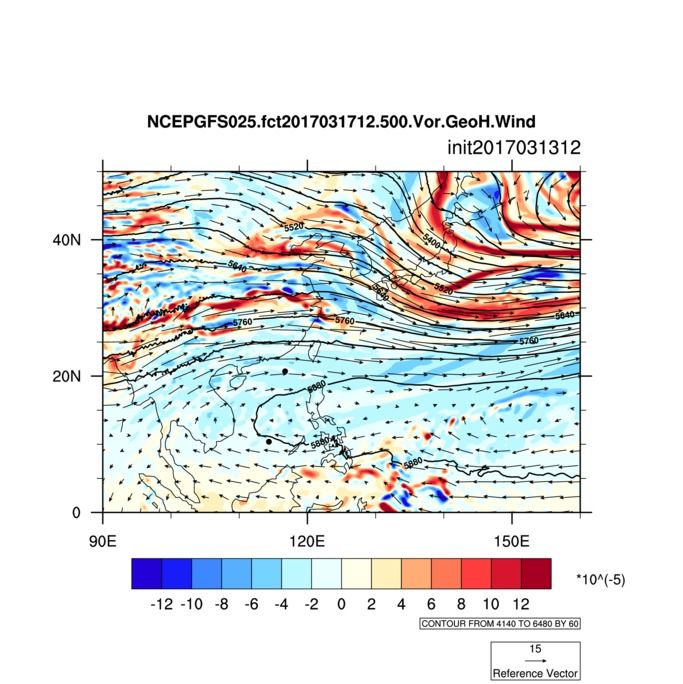 NCEPGFS025.fct2017031712.500.Vor.GeoH.Wind
init2017031312
40N
20N
0
90E 120E 150E
5520
5400
5640
5520
5640
5760
5760
5760
5880
5880
5880
-12 -10 -8 -6 -4 -2 0 2 4 6 8 10 12
*10^(-5)
CONTOUR FROM 4140 TO 6480 BY 60
15
Reference Vector